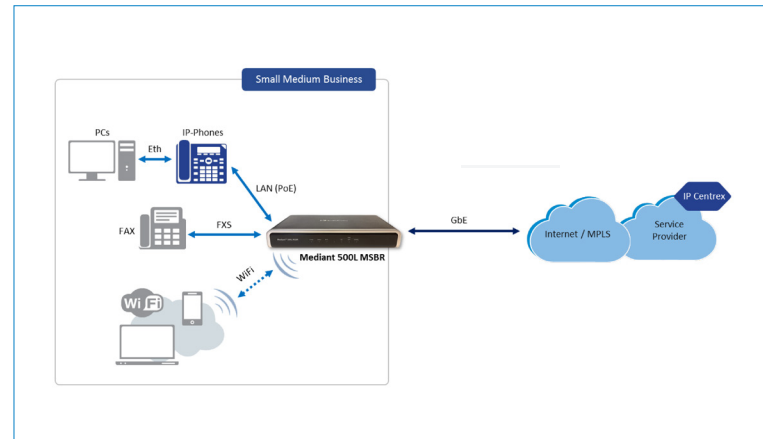 Small Medium Business
PCs
IP-Phones
Eth
LAN (PoE)
FAX
FXS
Mediant 500L MSBR
WiFi
Wi Fi
GbE
Internet / MPLS
IP Centrex
Service
Provider